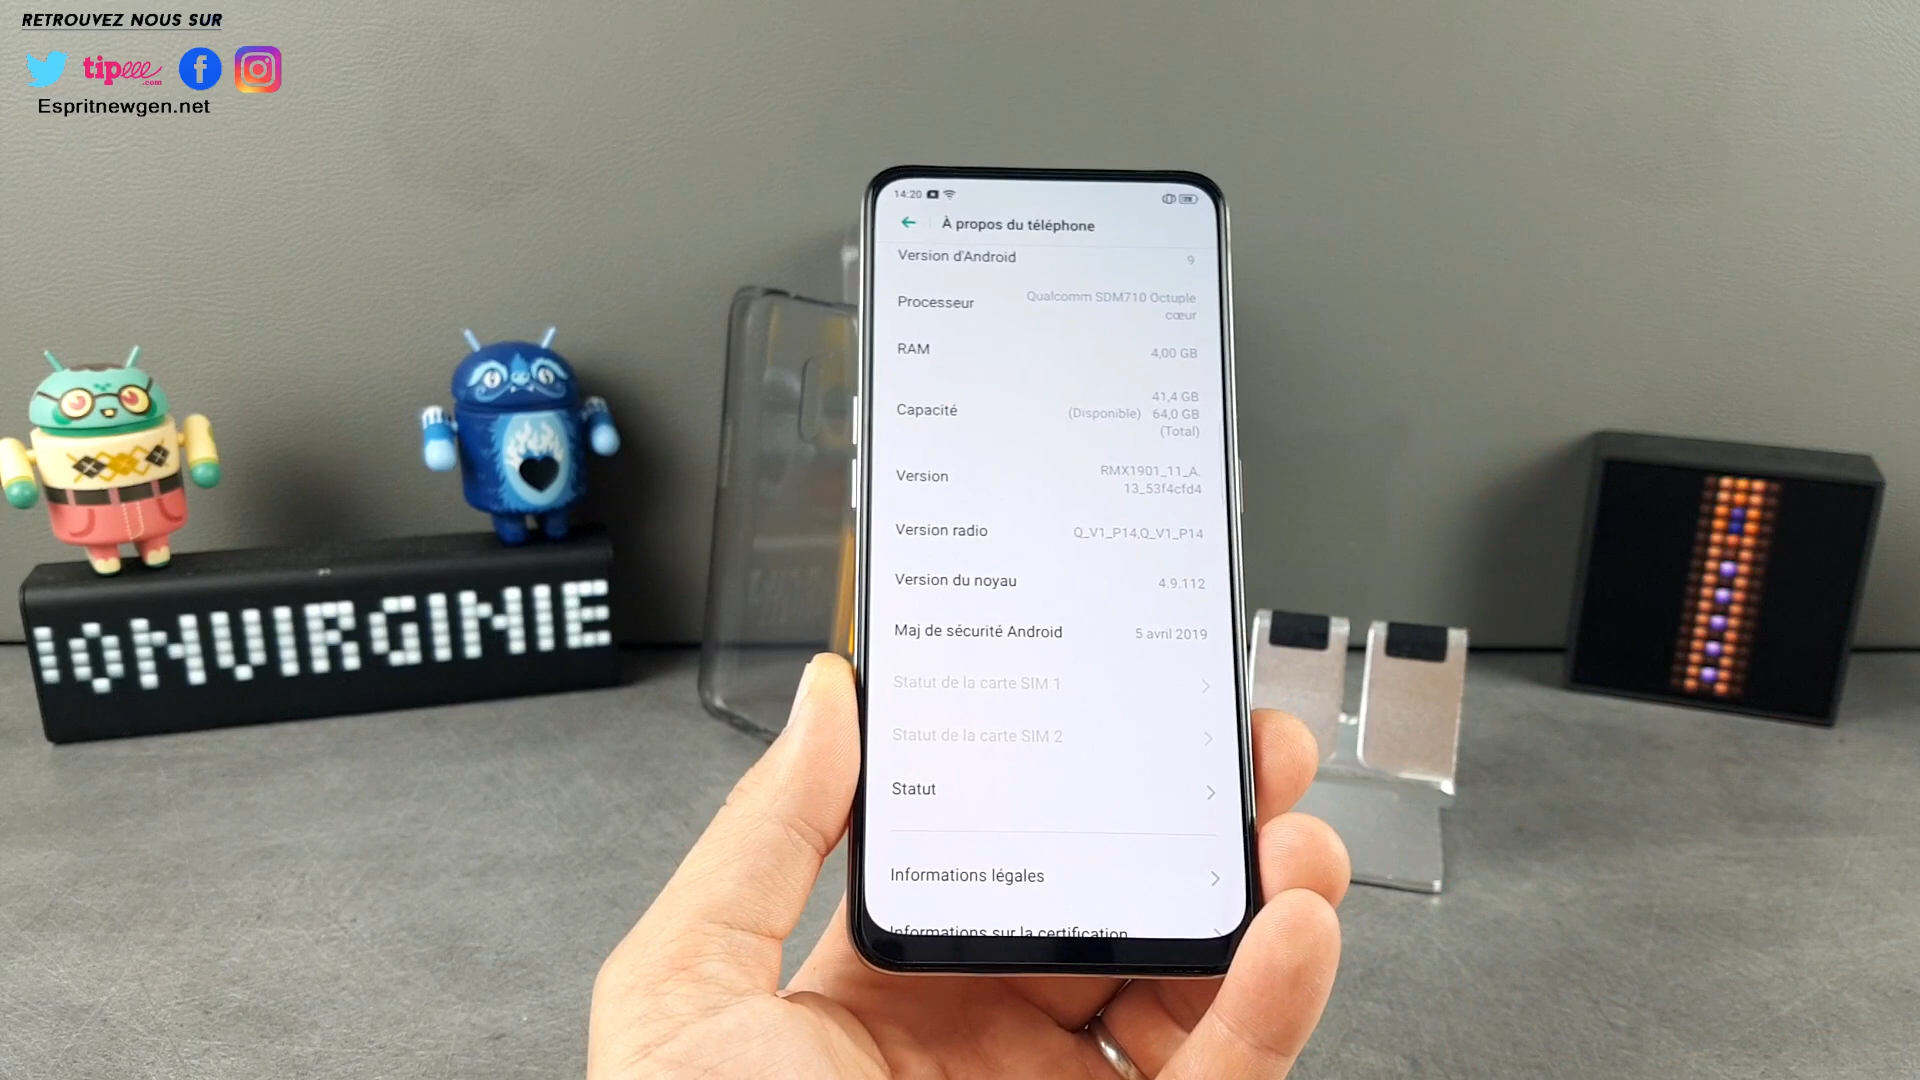 RETROUVEZ NOUS SUR
tipeee
.com
Espritnewgen.net
14:20
À propos du téléphone
Version d'Android 9
Processeur Qualcomm SDM710 Octuple
cœur
RAM 4,00 GB
41,4 GB
Capacité (Disponible) 64,0 GB
(Total)
Version RMX1901_11_A.
13_53f4cfd4
Version radio Q_V1_P14,Q_V1_P14
Version du noyau 4.9.112
Maj de sécurité Android 5 avril 2019
Statut de la carte SIM 1
Statut de la carte SIM 2
Statut
Informations légales
Informations sur la certification
IONVIRGINIE